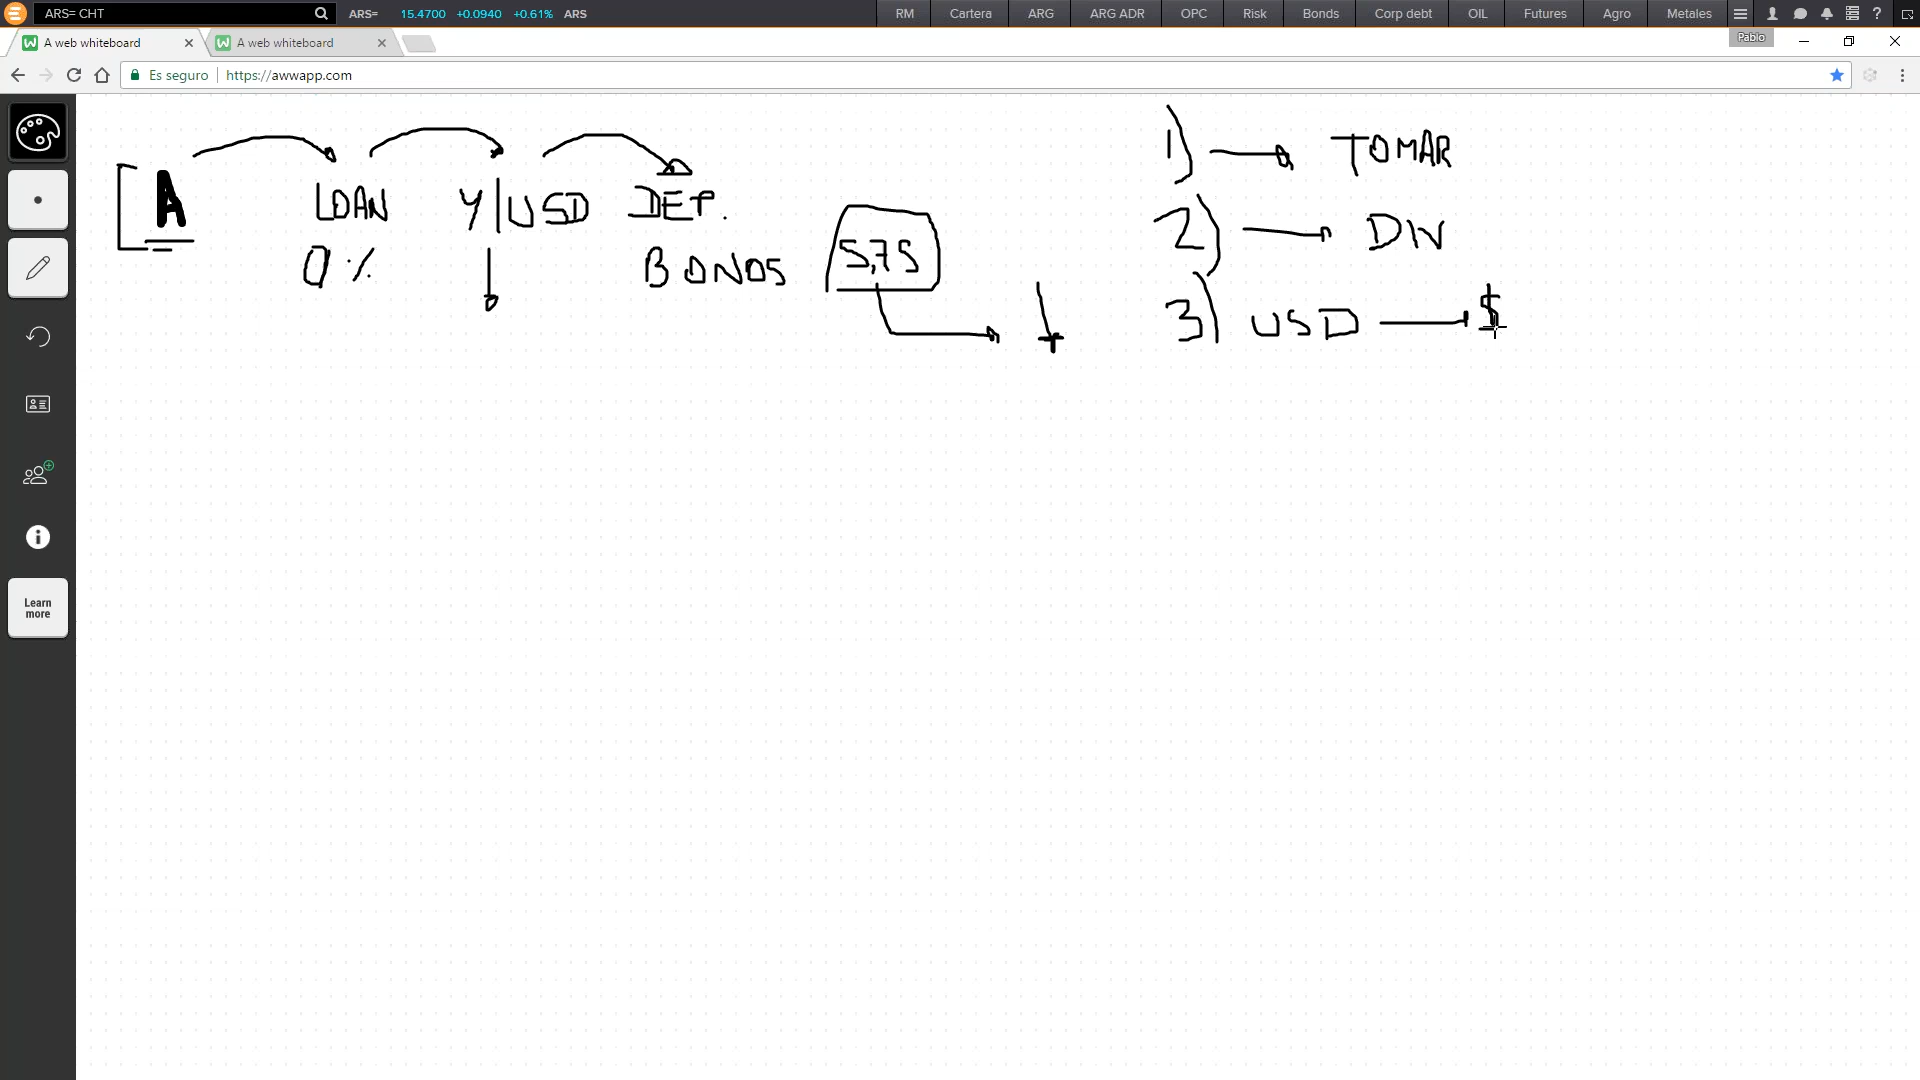 ARS= CHT ARS= 15.4700 +0.0940 +0.61% ARS RM Cartera ARG ARG ADR OPC Risk Bonds Corp debt OIL Futures Agro Metales ?
A web whiteboard A web whiteboard Pablo
Es seguro https://awwapp.com
A LOAN Y/USD DEP.
0% BONOS 5,75
1) TOMAR
2) DIV
3) USD $
Learn
more